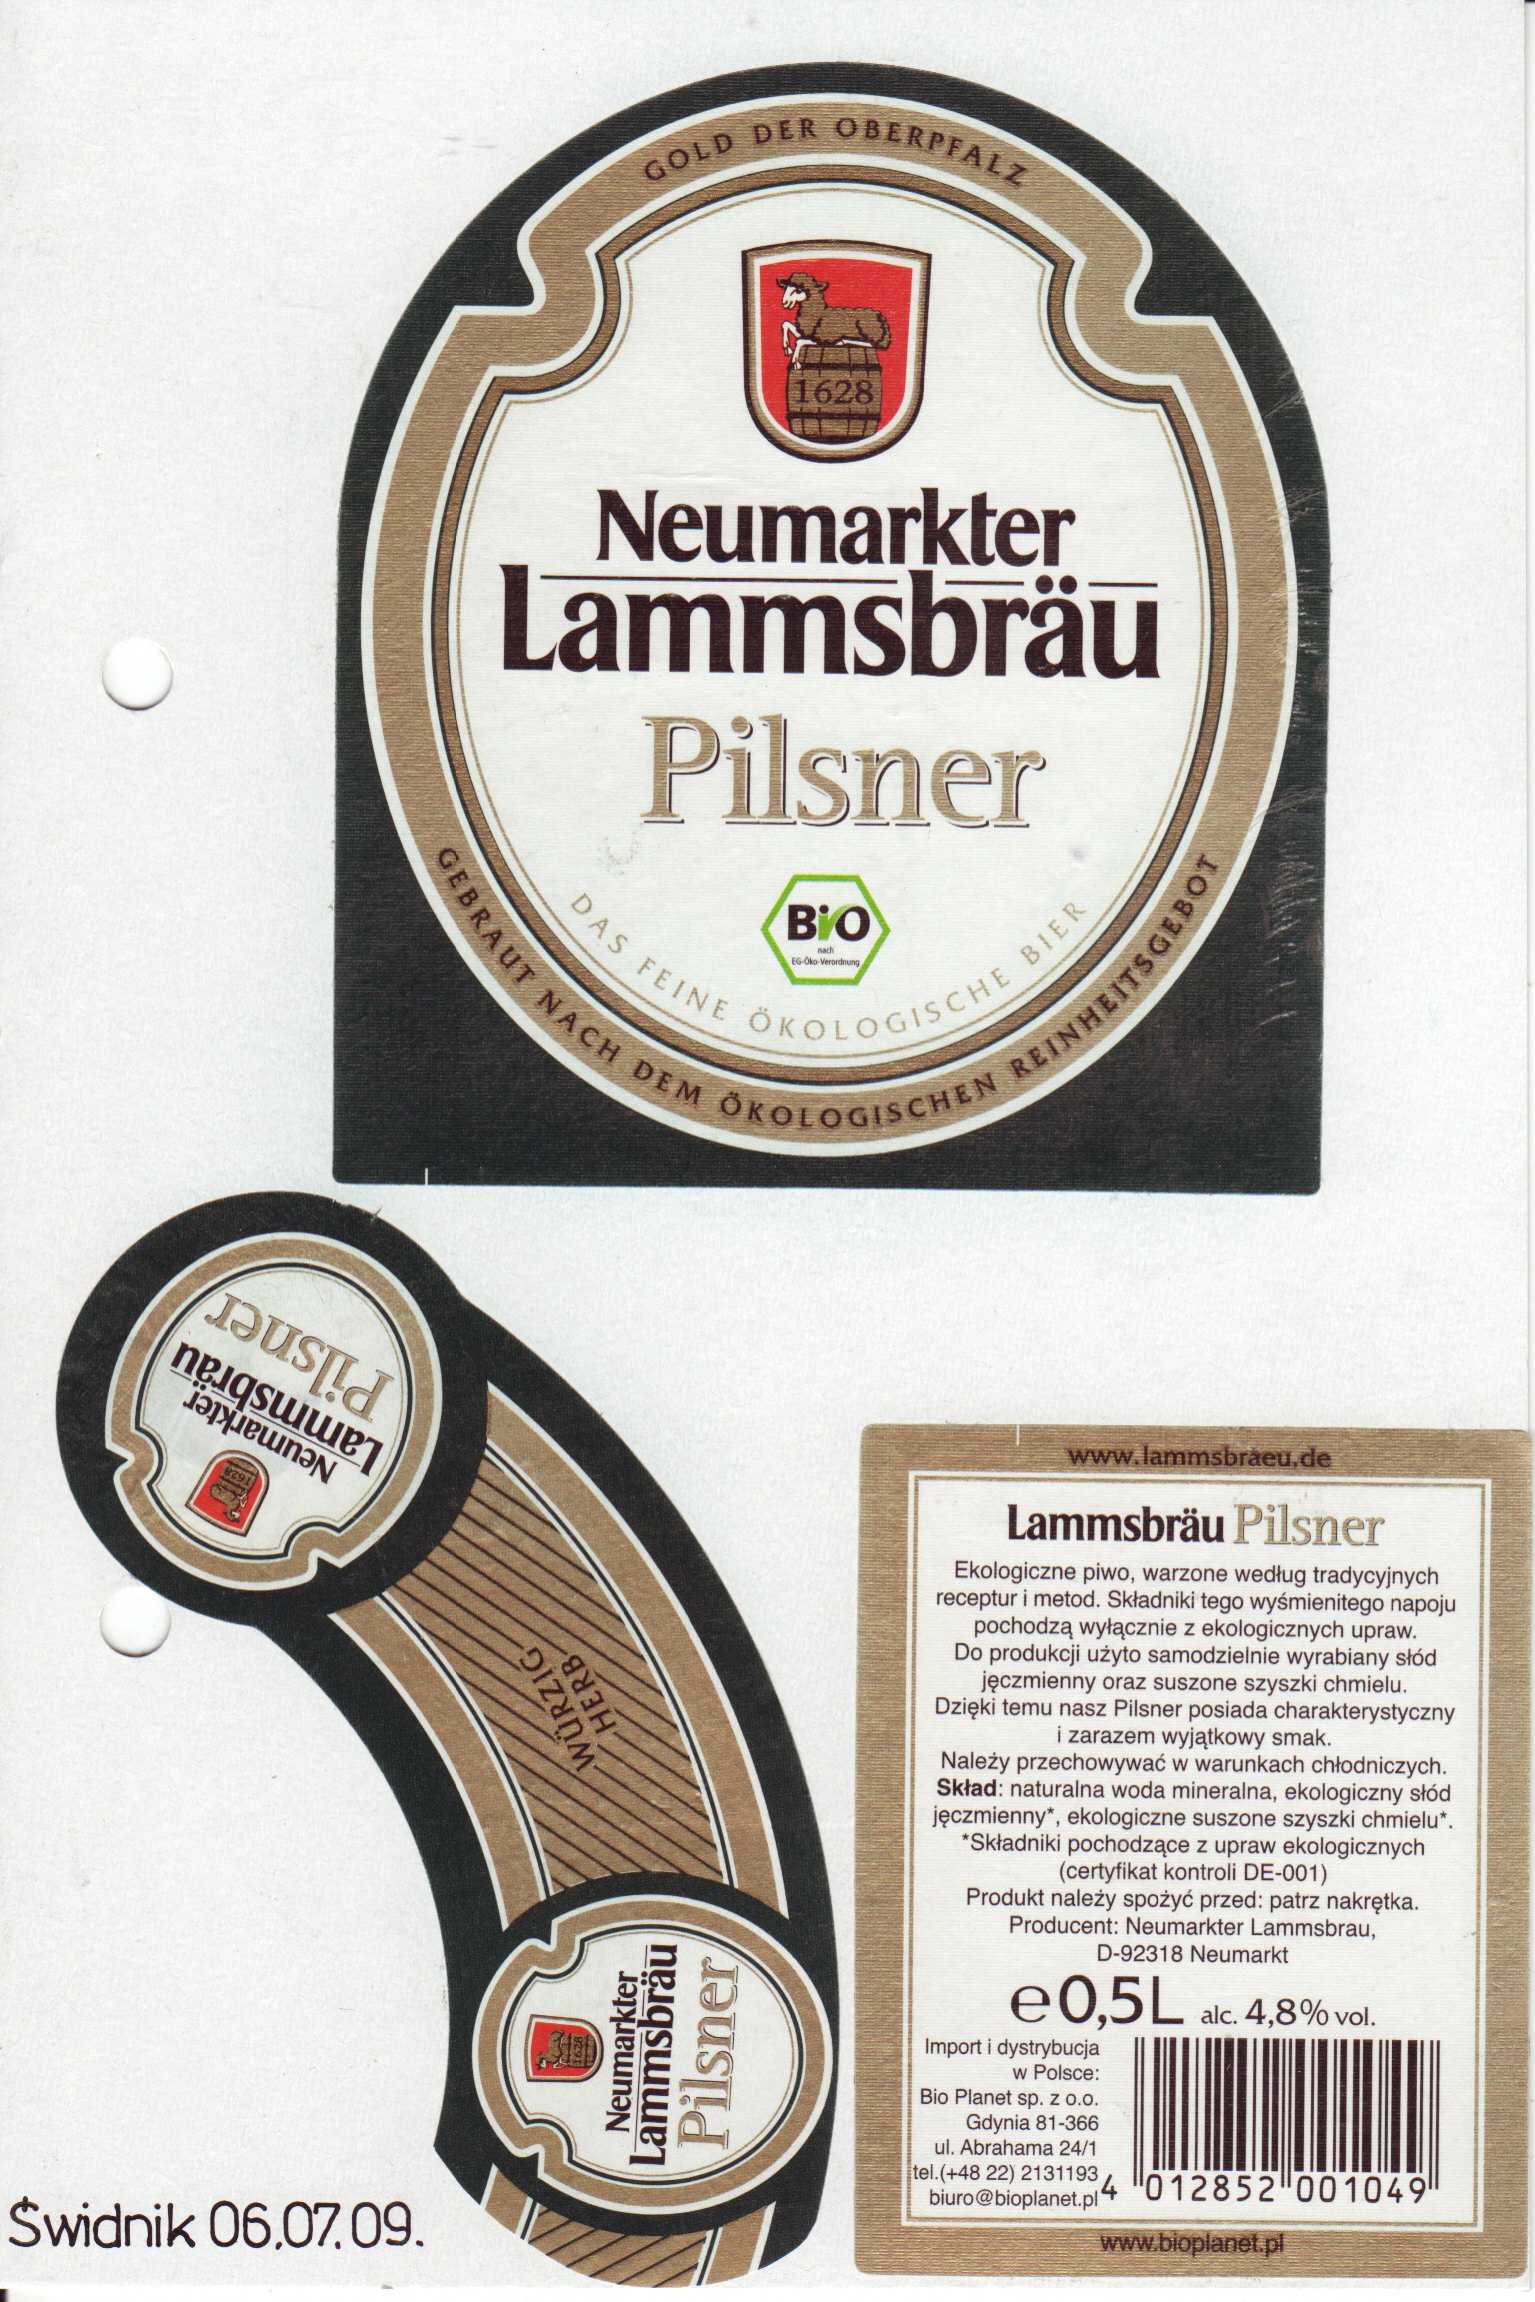 GOLD DER OBERPFALZ
1628
Neumarkter
Lammsbräu
Pilsner
Bio
nach
EG-Öko-Verordnung
DAS FEINE ÖKOLOGISCHE BIER
GEBRAUT NACH DEM ÖKOLOGISCHEN REINHEITSGEBOT
1628
Neumarkter
Lammsbräu
Pilsner
WÜRZIG
HERB
1628
Neumarkter
Lammsbräu
Pilsner
www.lammsbraeu.de
Lammsbräu Pilsner
Ekologiczne piwo, warzone według tradycyjnych
receptur i metod. Składniki tego wyśmienitego napoju
pochodzą wyłącznie z ekologicznych upraw.
Do produkcji użyto samodzielnie wyrabiany słód
jęczmienny oraz suszone szyszki chmielu.
Dzięki temu nasz Pilsner posiada charakterystyczny
i zarazem wyjątkowy smak.
Należy przechowywać w warunkach chłodniczych.
Skład: naturalna woda mineralna, ekologiczny słód
jęczmienny*, ekologiczne suszone szyszki chmielu*.
*Składniki pochodzące z upraw ekologicznych
(certyfikat kontroli DE-001)
Produkt należy spożyć przed: patrz nakrętka.
Producent: Neumarkter Lammsbrau,
D-92318 Neumarkt
e 0,5L alc. 4,8% vol.
Import i dystrybucja
w Polsce:
Bio Planet sp. z o.o.
Gdynia 81-366
ul. Abrahama 24/1
tel.(+48 22) 2131193
biuro@bioplanet.pl
4 012852 001049
www.bioplanet.pl
Świdnik 06.07.09.